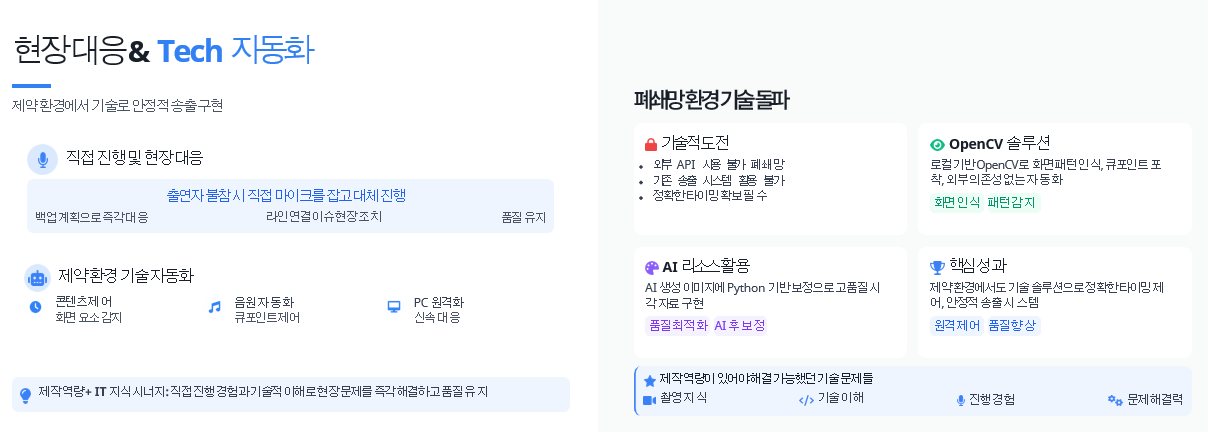 현장 대응 & Tech 자동화
제약 환경에서 기술로 안정적 송출 구현
직접 진행 및 현장 대응
출연자 불참 시 직접 마이크를 잡고 대체 진행
백업 계획으로 즉각 대응
라인 연결 이슈 현장 조치
품질 유지
제약 환경 기술 자동화
콘텐츠 제어
화면 요소 감지
음원 자동화
큐포인트 제어
PC 원격화
신속 대응
제작 역량 + IT 지식 시너지: 직접 진행 경험과 기술적 이해로 현장 문제를 즉각 해결하고 품질 유지
폐쇄망 환경 기술 돌파
기술적 도전
• 외부 API 사용 불가 폐쇄망
• 기존 송출 시스템 활용 불가
• 정확한 타이밍 확보 필수
OpenCV 솔루션
로컬 기반 OpenCV로 화면 패턴 인식, 큐포인트 포
착, 외부 의존성 없는 자동화
화면 인식 패턴 감지
AI 리소스 활용
AI 생성 이미지에 Python 기반 보정으로 고품질 시
각 자료 구현
품질 최적화 AI 후보정
핵심 성과
제약 환경에서도 기술 솔루션으로 정확한 타이밍 제
어, 안정적 송출 시스템
원격 제어 품질 향상
제작 역량이 있어야 해결 가능했던 기술 문제들
촬영 지식
기술 이해
진행 경험
문제 해결력